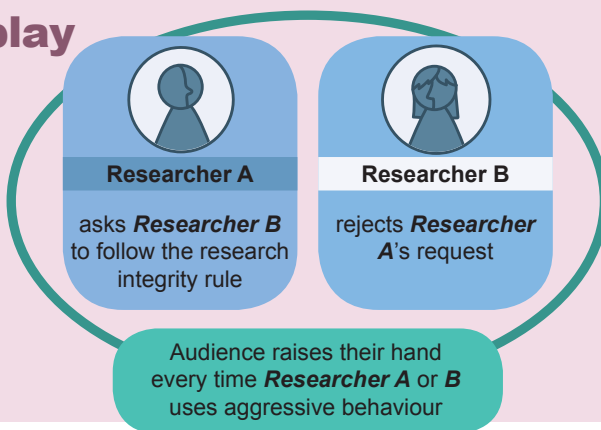 play
Researcher A
asks Researcher B
to follow the research
integrity rule
Researcher B
rejects Researcher
A's request
Audience raises their hand
every time Researcher A or B
uses aggressive behaviour